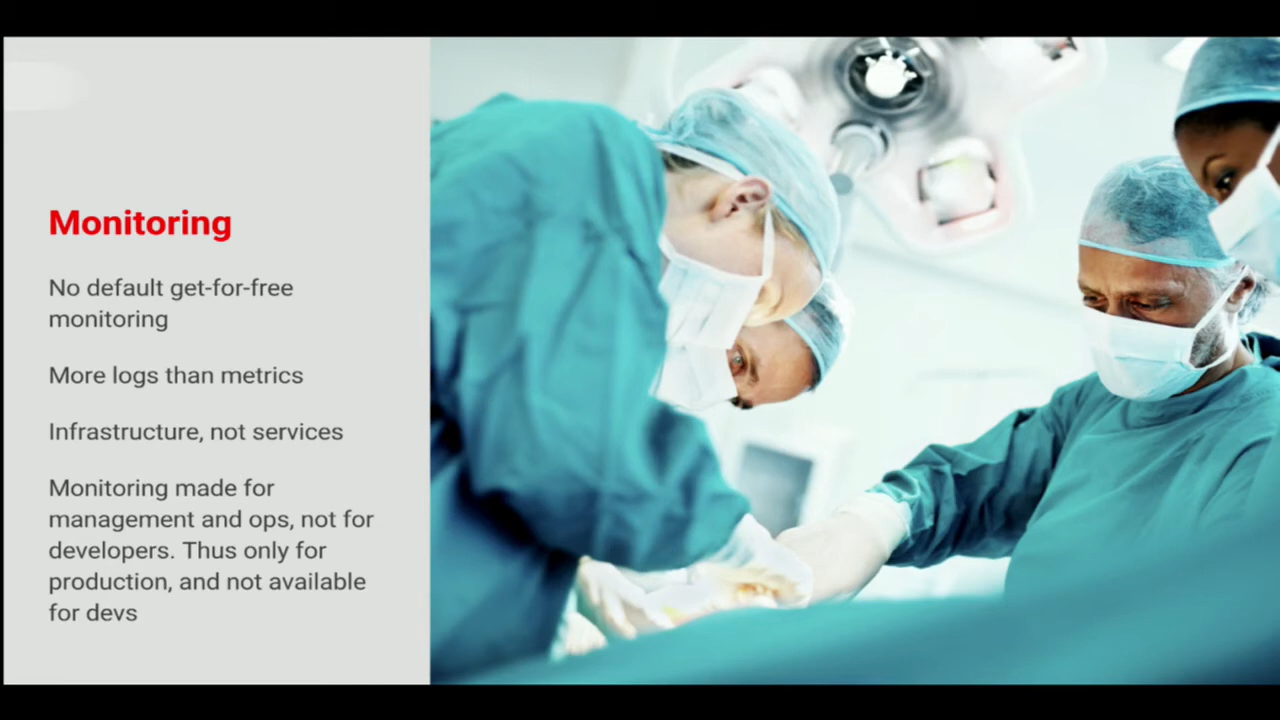 Monitoring
No default get-for-free
monitoring
More logs than metrics
Infrastructure, not services
Monitoring made for
management and ops, not for
developers. Thus only for
production, and not available
for devs